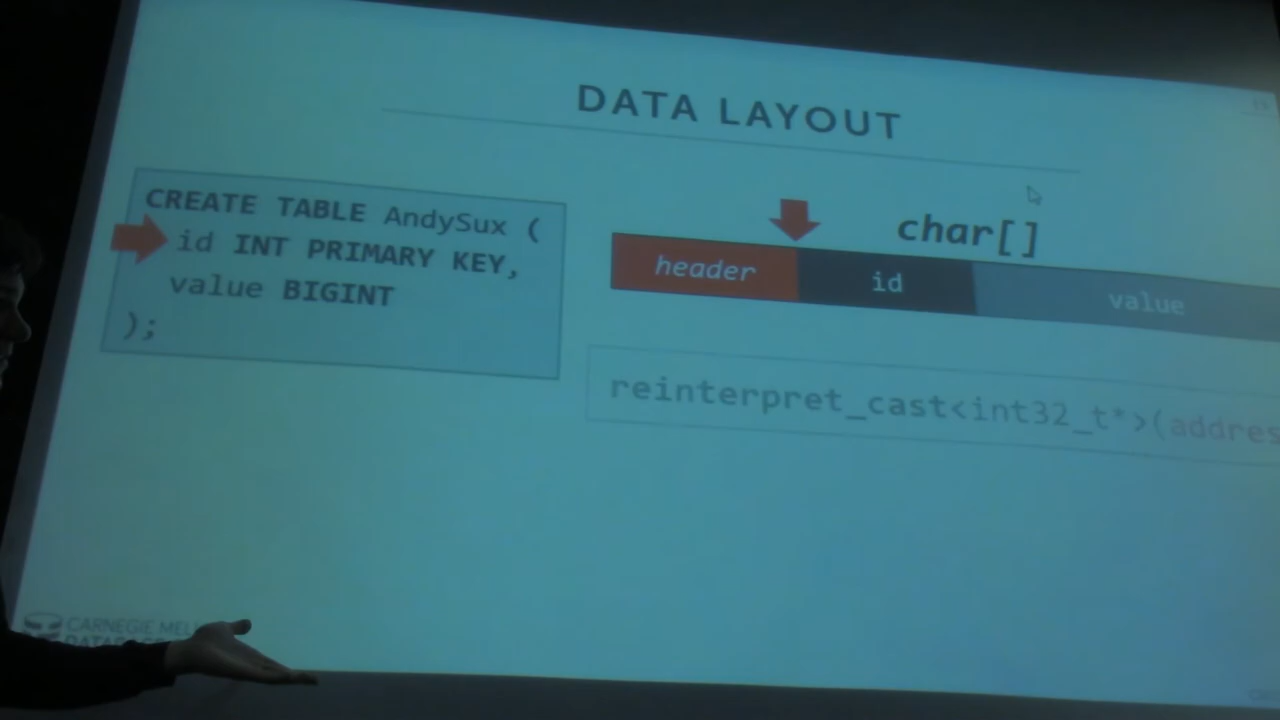 DATA LAYOUT
CREATE TABLE AndySux (
id INT PRIMARY KEY,
value BIGINT
);
char[]
header id value
reinterpret_cast<int32_t*>(addres
CARNEGIE MEL